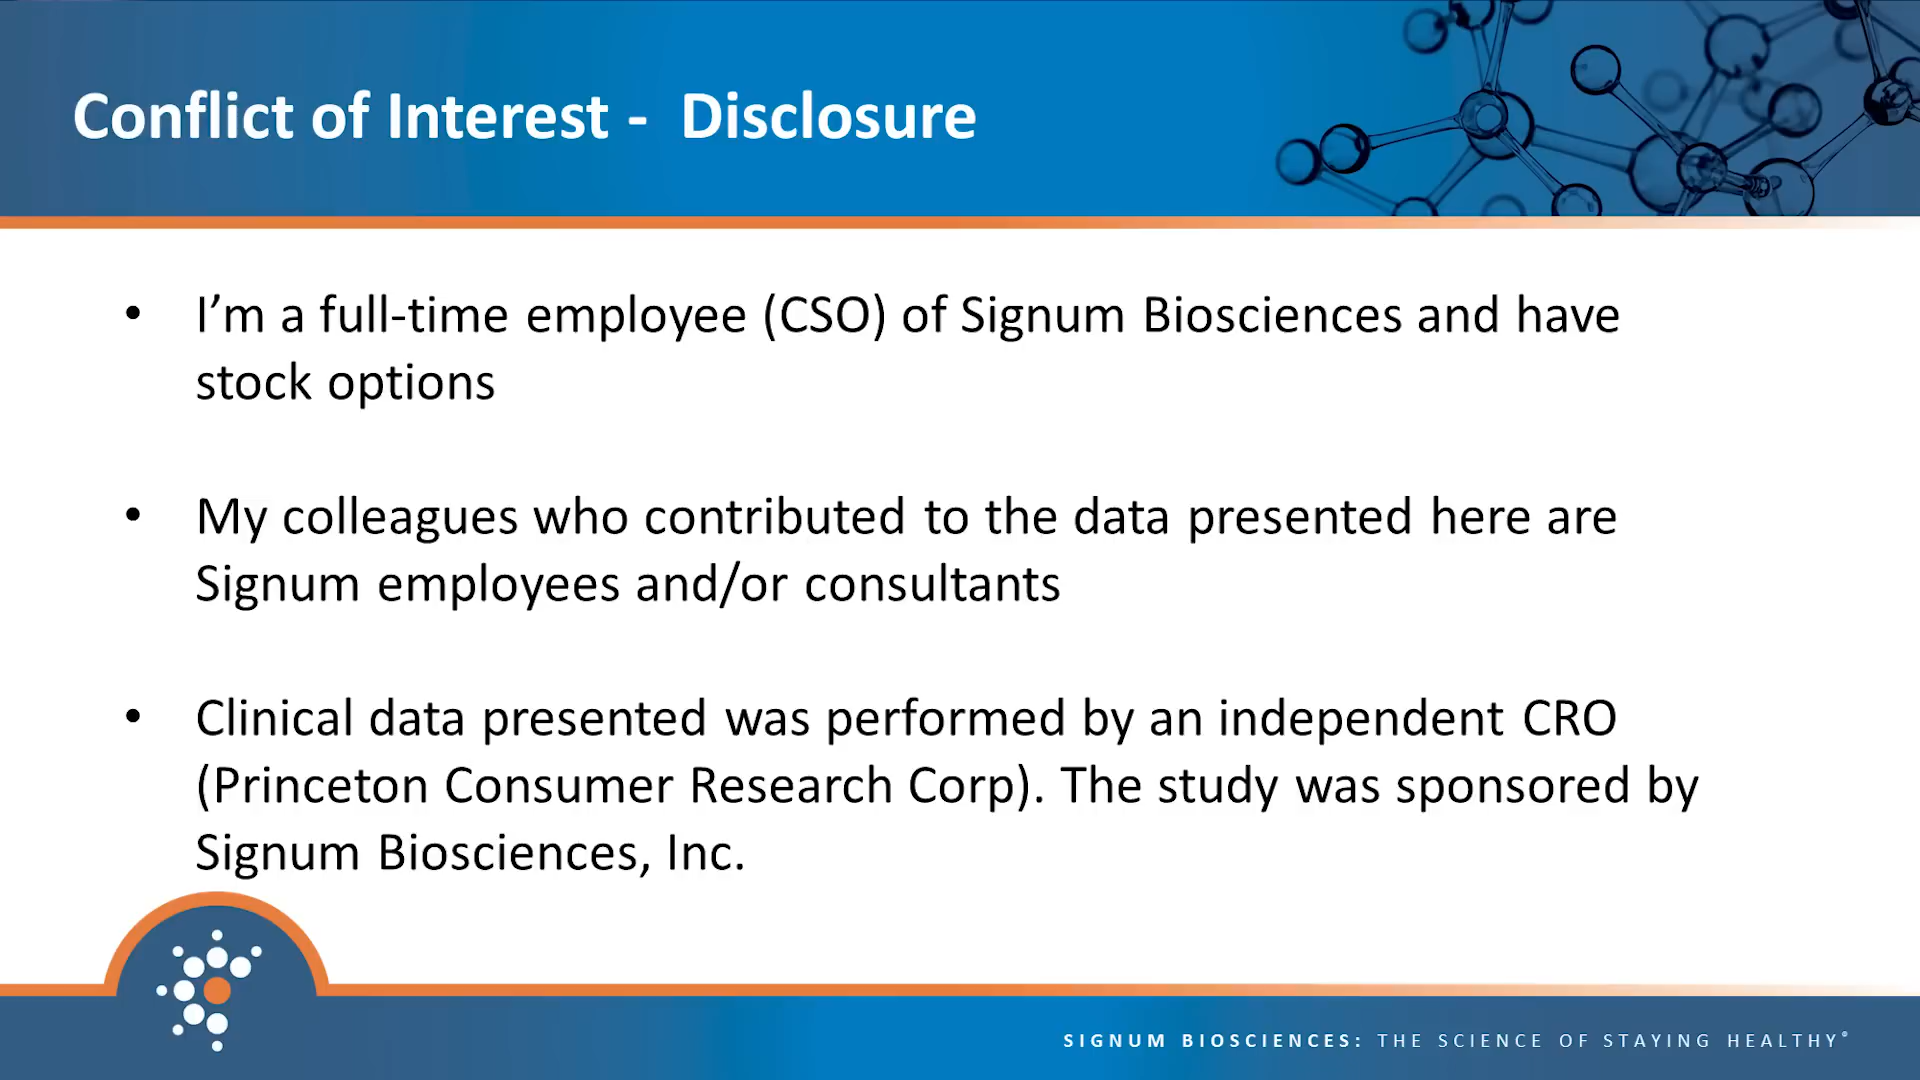 Conflict of Interest -  Disclosure
• I’m a full-time employee (CSO) of Signum Biosciences and have
stock options
• My colleagues who contributed to the data presented here are
Signum employees and/or consultants
• Clinical data presented was performed by an independent CRO
(Princeton Consumer Research Corp). The study was sponsored by
Signum Biosciences, Inc.
SIGNUM BIOSCIENCES: THE SCIENCE OF STAYING HEALTHY®